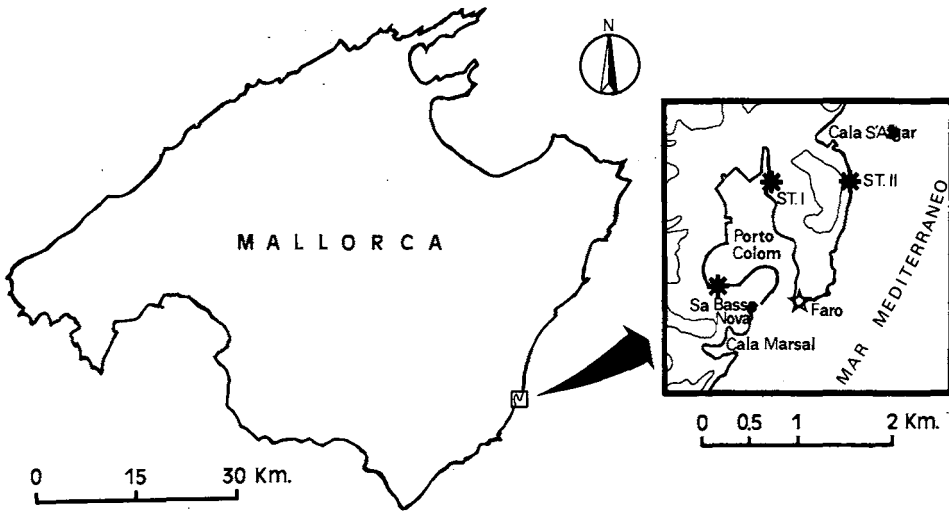 N
MALLORCA
Cala S'Algar
ST. I
ST. II
Porto
Colom
Sa Bassa
Nova
Faro
Cala Marsal
MAR MEDITERRANEO
0 0.5 1 2 Km.
0 15 30 Km.